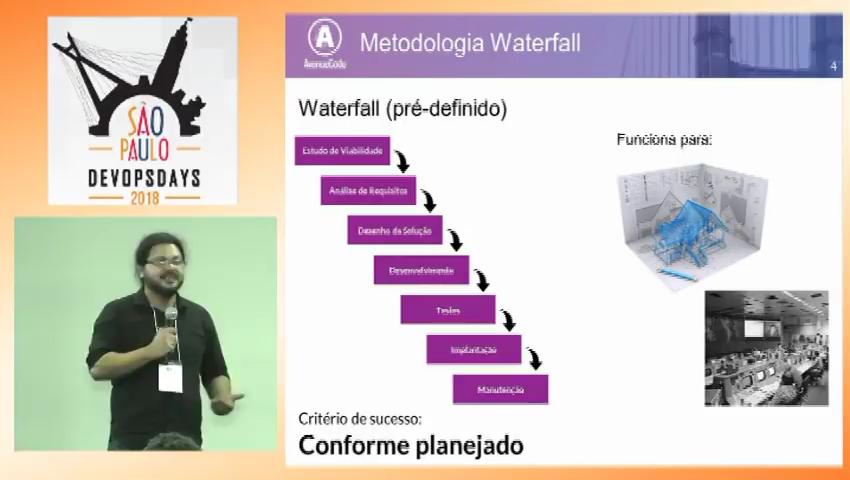 SÃO
PAULO
DEVOPSDAYS
2018
A
AvenueCode
Metodologia Waterfall
4
Waterfall (pré-definido)
Estudo de Viabilidade
Análise de Requisitos
Desenho da Solução
Desenvolvimento
Testes
Implantação
Manutenção
Funciona para:
Critério de sucesso:
Conforme planejado